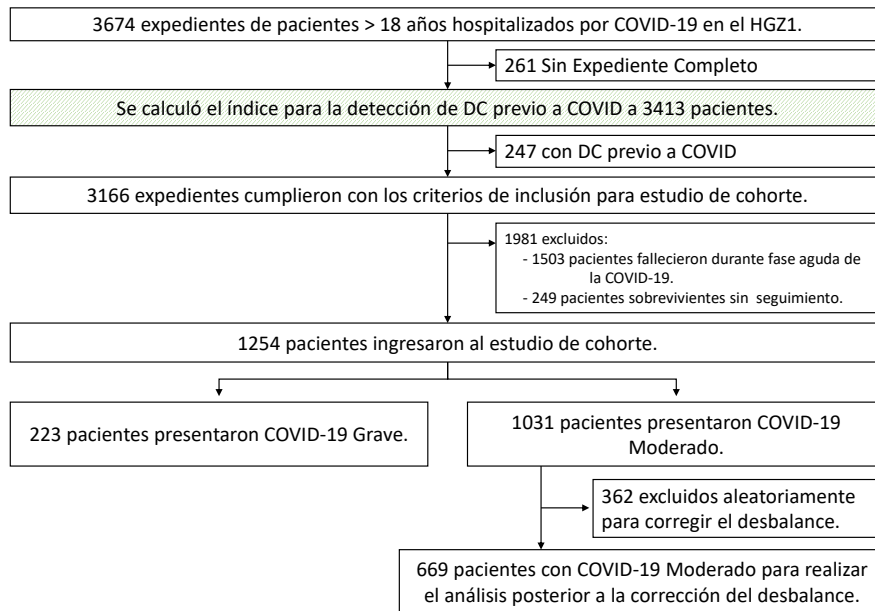 3674 expedientes de pacientes > 18 años hospitalizados por COVID-19 en el HGZ1.
261 Sin Expediente Completo
Se calculó el índice para la detección de DC previo a COVID a 3413 pacientes.
247 con DC previo a COVID
3166 expedientes cumplieron con los criterios de inclusión para estudio de cohorte.
1981 excluidos:
- 1503 pacientes fallecieron durante fase aguda de
la COVID-19.
- 249 pacientes sobrevivientes sin seguimiento.
1254 pacientes ingresaron al estudio de cohorte.
223 pacientes presentaron COVID-19 Grave.
1031 pacientes presentaron COVID-19
Moderado.
362 excluidos aleatoriamente
para corregir el desbalance.
669 pacientes con COVID-19 Moderado para realizar
el análisis posterior a la corrección del desbalance.